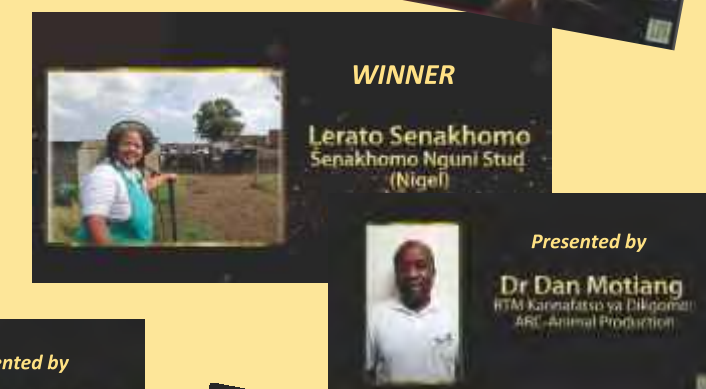 WINNER
Lerato Senakhomo
Senakhomo Nguni Stud
(Nigel)
Presented by
Dr Dan Motiang
RTM Kannafatso ya Dikgomo:
ARC-Animal Production
ented by